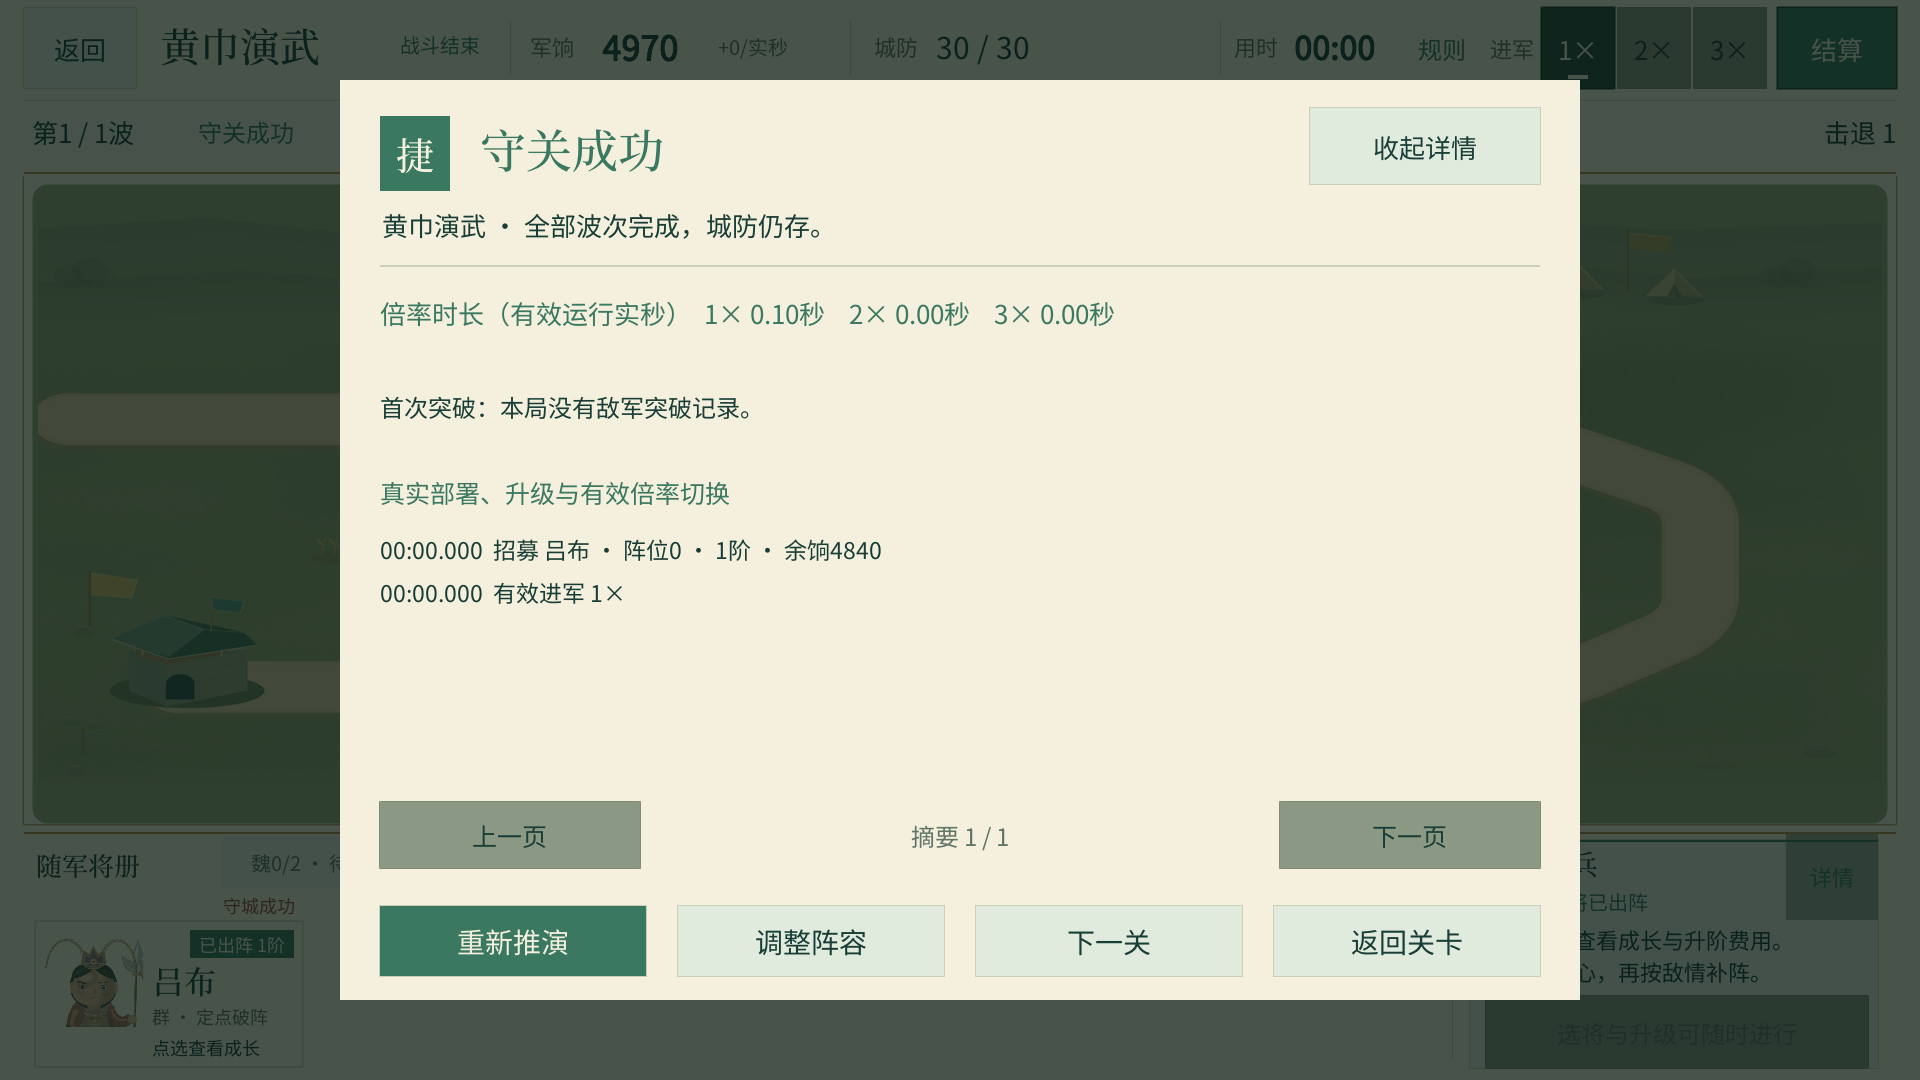 返回
黄巾演武
战斗结束
军饷 4970 +0/实秒
城防 30 / 30
用时 00:00
规则
进军
1×
2×
3×
结算
第1 / 1波
守关成功
击退 1
捷
守关成功
收起详情
黄巾演武 · 全部波次完成，城防仍存。
倍率时长（有效运行实秒） 1× 0.10秒 2× 0.00秒 3× 0.00秒
首次突破：本局没有敌军突破记录。
真实部署、升级与有效倍率切换
00:00.000 招募 吕布 · 阵位0 · 1阶 · 余饷4840
00:00.000 有效进军 1×
上一页
摘要 1 / 1
下一页
重新推演
调整阵容
下一关
返回关卡
随军将册
魏0/2 ·
守城成功
已出阵 1阶
吕布
群 · 定点破阵
点选查看成长
兵
详情
将已出阵
查看成长与升阶费用。
心，再按敌情补阵。
选将与升级可随时进行